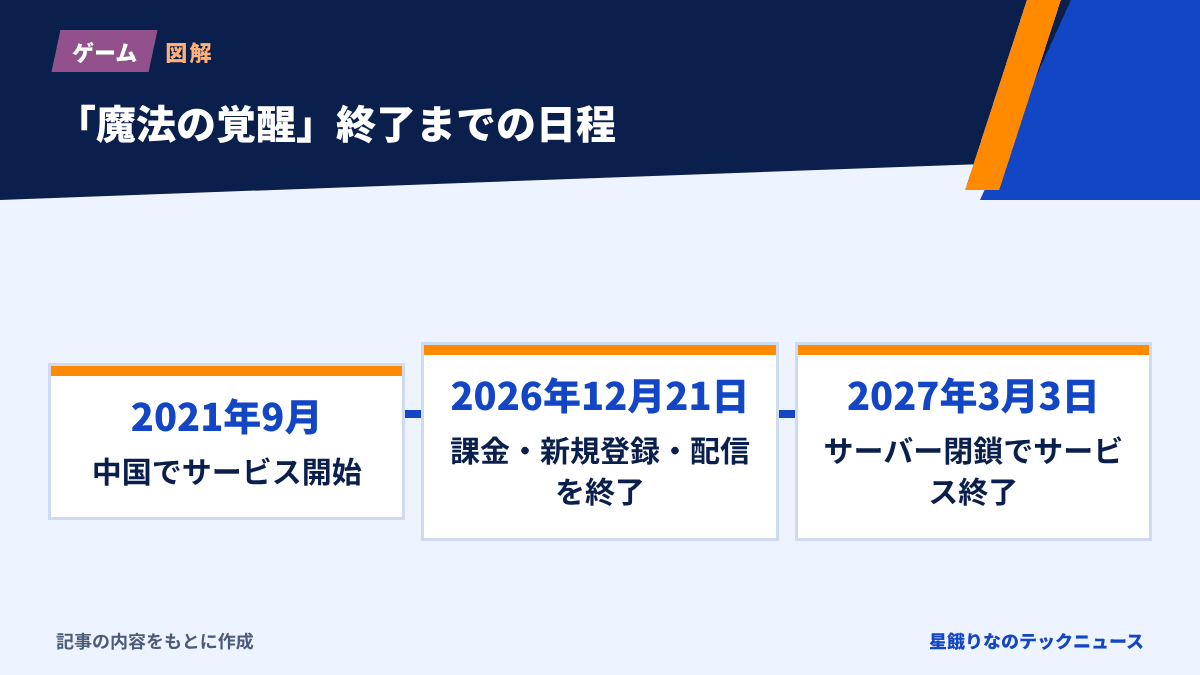 ゲーム 図解
「魔法の覚醒」終了までの日程
2021年9月
中国でサービス開始
2026年12月21日
課金・新規登録・配信
を終了
2027年3月3日
サーバー閉鎖でサービ
ス終了
記事の内容をもとに作成
星餓りなのテックニュース